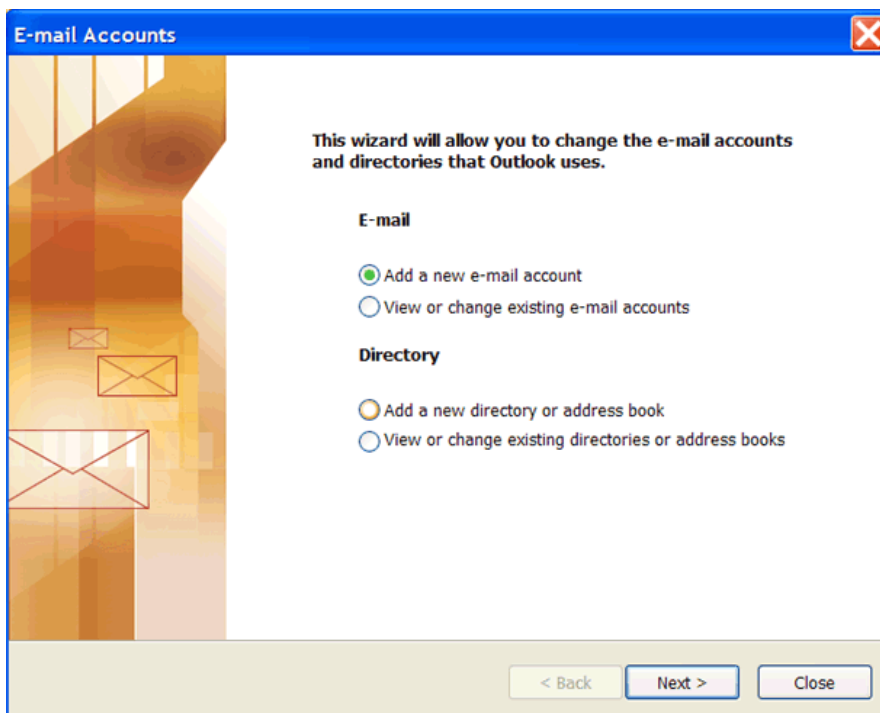 E-mail Accounts
This wizard will allow you to change the e-mail accounts
and directories that Outlook uses.
E-mail
Add a new e-mail account
View or change existing e-mail accounts
Directory
Add a new directory or address book
View or change existing directories or address books
< Back Next > Close